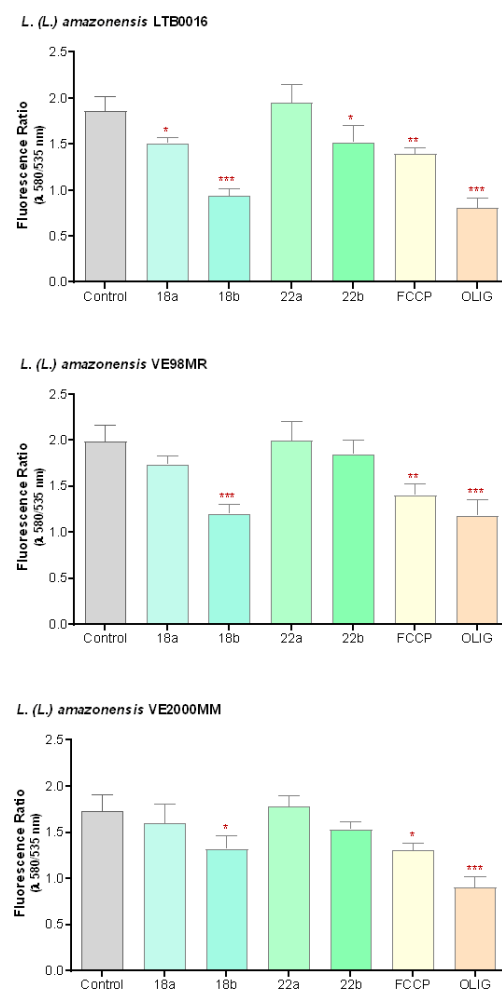 L. (L.) amazonensis LTB0016
Fluorescence Ratio
(λ 580/535 nm)
2.5
2.0
1.5
1.0
0.5
0.0
*
***
*
**
***
Control 18a 18b 22a 22b FCCP OLIG
L. (L.) amazonensis VE98MR
Fluorescence Ratio
(λ 580/535 nm)
2.5
2.0
1.5
1.0
0.5
0.0
***
**
***
Control 18a 18b 22a 22b FCCP OLIG
L. (L.) amazonensis VE2000MM
Fluorescence Ratio
(λ 580/535 nm)
2.5
2.0
1.5
1.0
0.5
0.0
*
*
***
Control 18a 18b 22a 22b FCCP OLIG